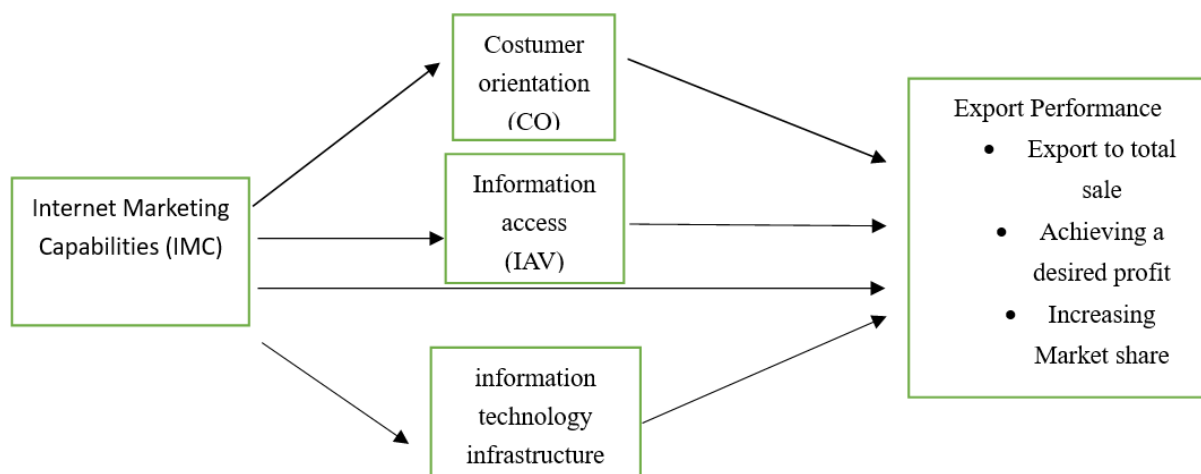 Costumer
orientation
(CO)
Internet Marketing
Capabilities (IMC)
Information
access
(IAV)
information
technology
infrastructure
Export Performance
• Export to total
sale
• Achieving a
desired profit
• Increasing
Market share